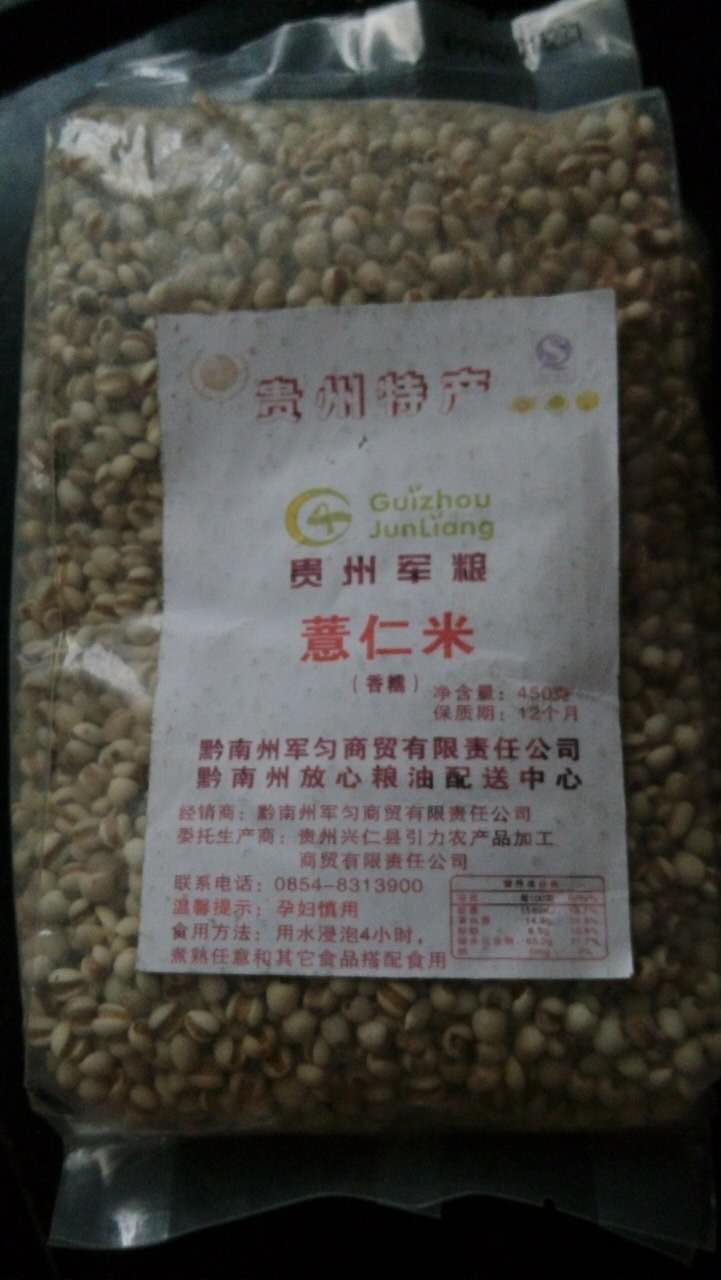 贵州特产
Guizhou
JunLiang
贵州军粮
薏仁米
（香糯）
净含量：450克
保质期：12个月
黔南州军匀商贸有限责任公司
黔南州放心粮油配送中心
经销商：黔南州军匀商贸有限责任公司
委托生产商：贵州兴仁县引力农产品加工
商贸有限责任公司
联系电话：0854-8313900
温馨提示：孕妇慎用
食用方法：用水浸泡4小时，
煮熟任意和其它食品搭配食用